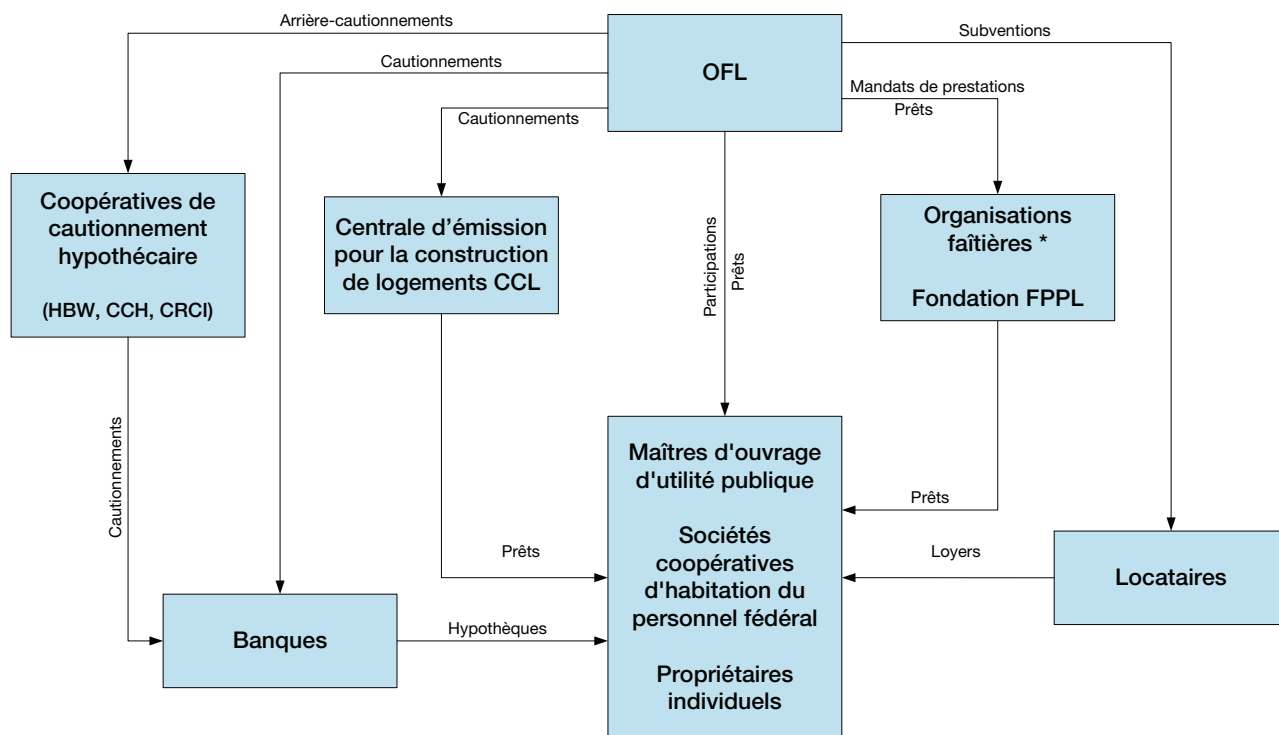 Arrière-cautionnements
Subventions
Cautionnements
OFL
Mandats de prestations
Prêts
Cautionnements
Coopératives de
cautionnement
hypothécaire
(HBW, CCH, CRCI)
Centrale d’émission
pour la construction
de logements CCL
Participations
Prêts
Organisations
faîtières *
Fondation FPPL
Cautionnements
Maîtres d'ouvrage
d'utilité publique
Sociétés
coopératives
d'habitation du
personnel fédéral
Propriétaires
individuels
Prêts
Prêts
Loyers
Locataires
Banques
Hypothèques